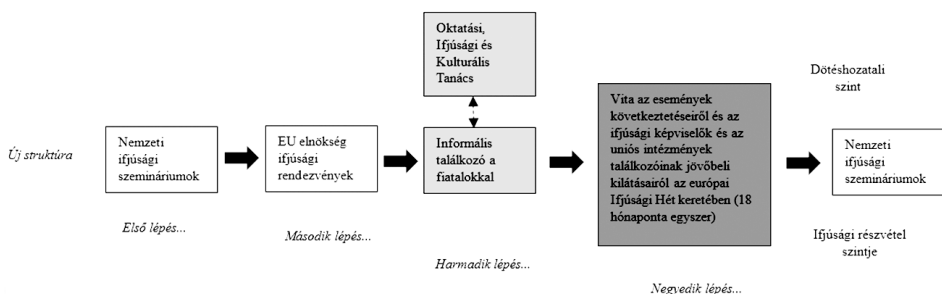 Új struktúra
Nemzeti
ifjúsági
szemináriumok
Első lépés...
EU elnökség
ifjúsági
rendezvények
Második lépés...
Oktatási,
Ifjúsági és
Kulturális
Tanács
Informális
találkozó a
fiatalokkal
Harmadik lépés...
Vita az események
következtetéseiről és az
ifjúsági képviselők és az
uniós intézmények
találkozóinak jövőbeli
kilátásairól az európai
Ifjúsági Hét keretében (18
hónaponta egyszer)
Negyedik lépés...
Dötéshozatali
szint
Nemzeti
ifjúsági
szemináriumok
Ifjúsági részvétel
szintje